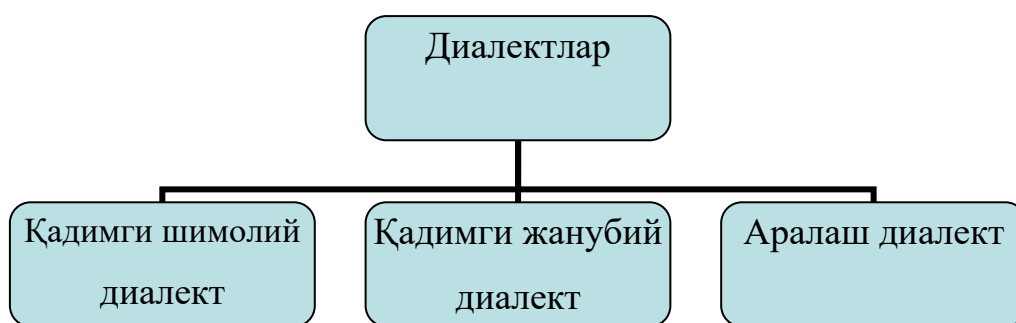 Диалектлар
Қадимги шимолий
диалект
Қадимги жанубий
диалект
Аралаш диалект